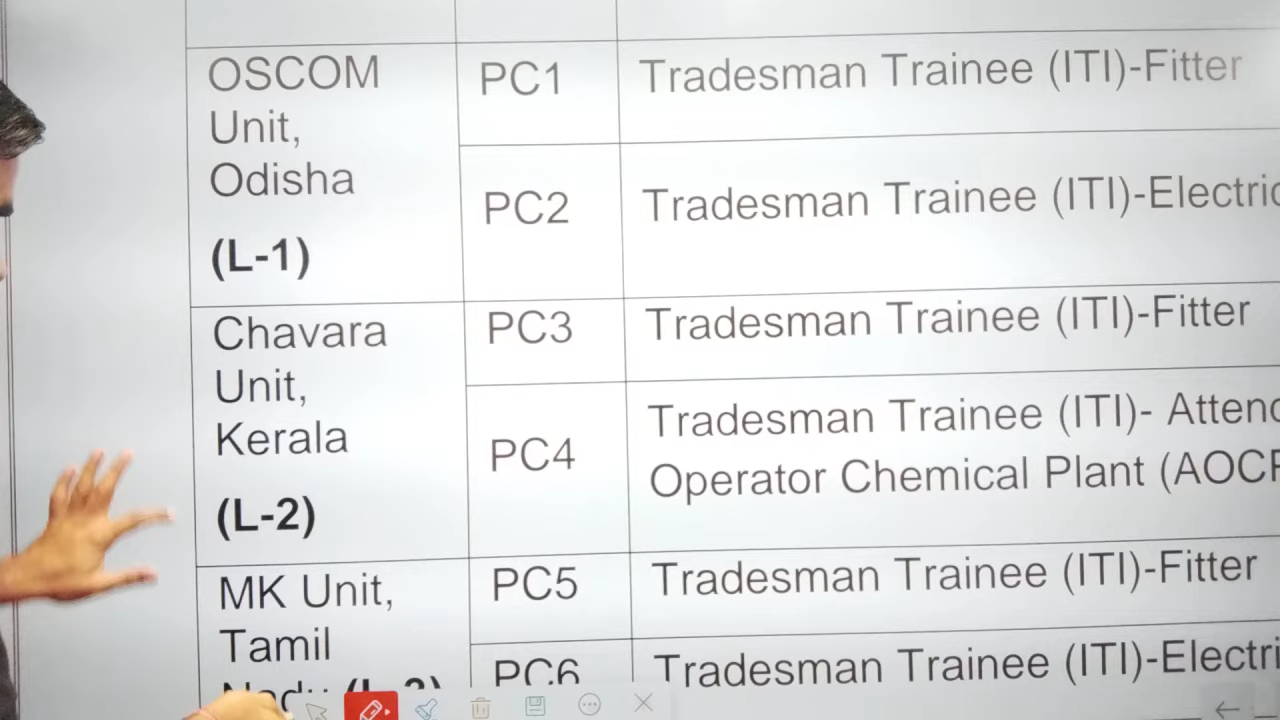 OSCOM
Unit,
Odisha
(L-1)
PC1
Tradesman Trainee (ITI)-Fitter
PC2
Tradesman Trainee (ITI)-Electric
Chavara
Unit,
Kerala
(L-2)
PC3
Tradesman Trainee (ITI)-Fitter
PC4
Tradesman Trainee (ITI)- Attend
Operator Chemical Plant (AOCP
MK Unit,
Tamil
PC5
Tradesman Trainee (ITI)-Fitter
PC6
Tradesman Trainee (ITI)-Electri